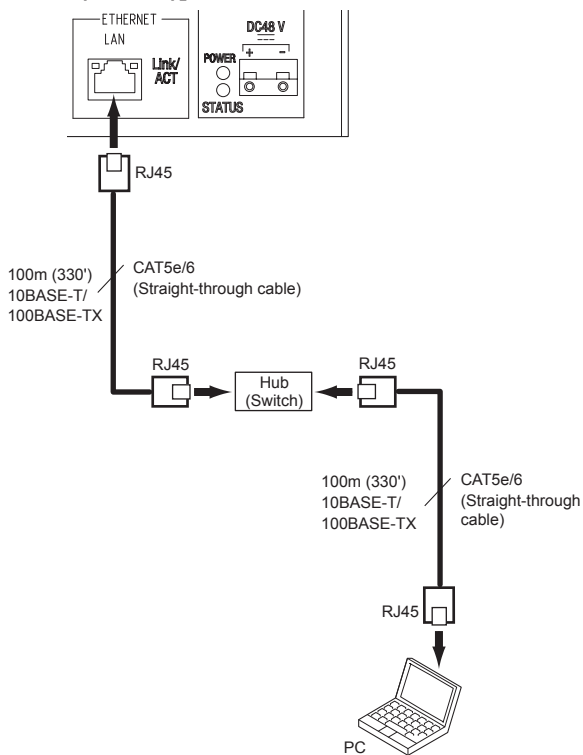 ETHERNET
LAN
Link/
ACT
DC48 V
+ −
POWER
STATUS
RJ45
100m (330')
10BASE-T/
100BASE-TX
CAT5e/6
(Straight-through cable)
RJ45
Hub
(Switch)
RJ45
100m (330')
10BASE-T/
100BASE-TX
CAT5e/6
(Straight-through
cable)
RJ45
PC